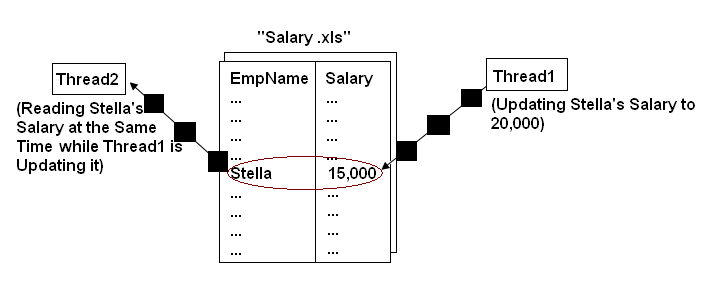 "Salary .xls"
Thread2
(Reading Stella's
Salary at the Same
Time while Thread1 is
Updating it)
EmpName Salary
... ...
... ...
... ...
... ...
Stella 15,000
... ...
... ...
... ...
... ...
Thread1
(Updating Stella's Salary to
20,000)